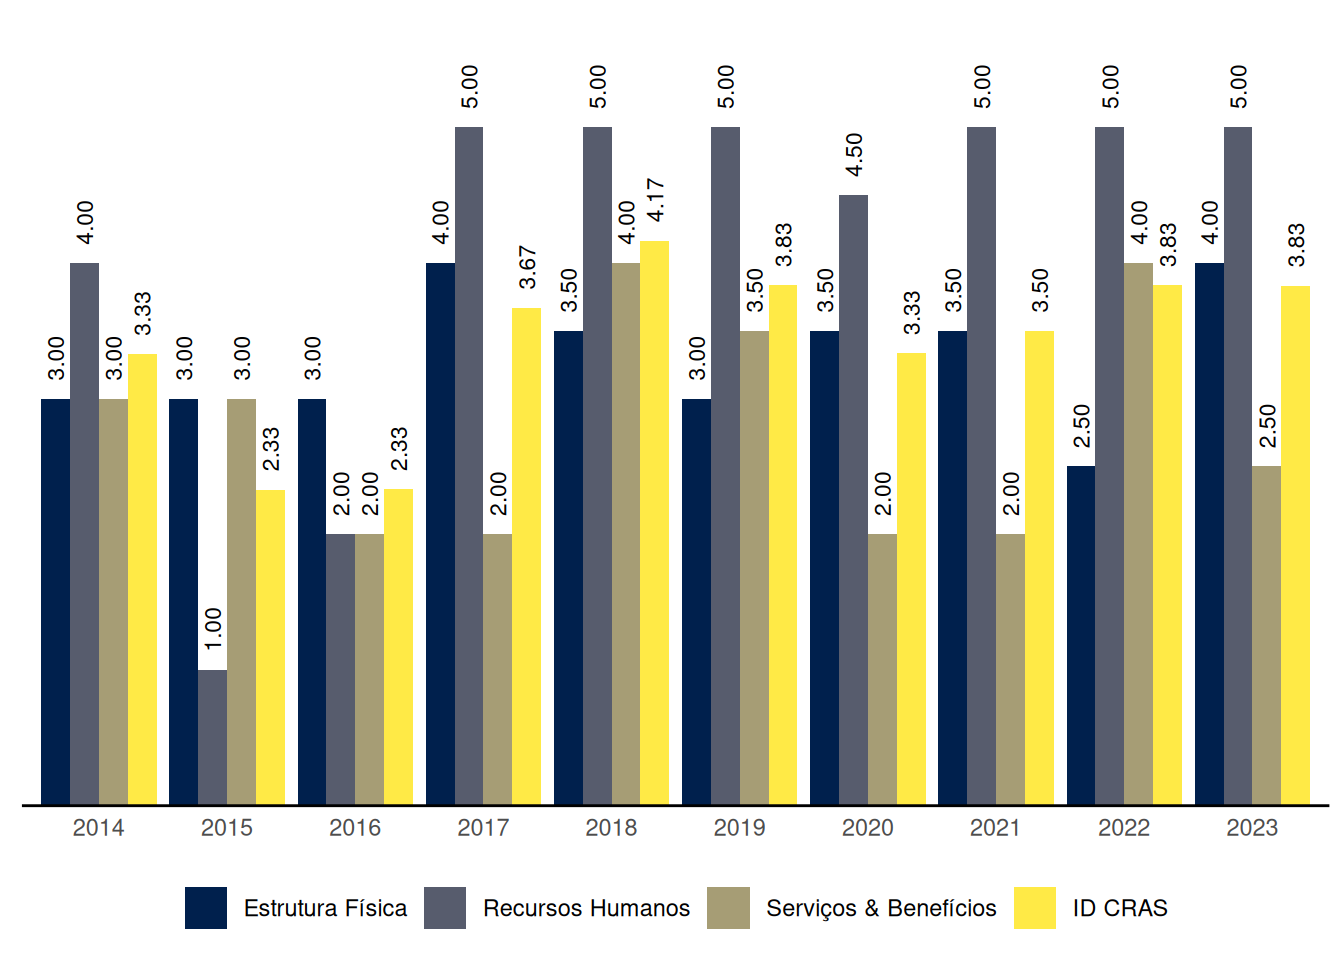 5.00 5.00 5.00 5.00 5.00 5.00
4.50
4.17
4.00 4.00 4.00 4.00 4.00
3.83 3.83 3.83
3.67
3.50 3.50 3.50 3.50 3.50
3.33 3.33
3.00 3.00 3.00 3.00 3.00 3.00
2.50 2.50
2.33 2.33
2.00 2.00 2.00 2.00 2.00
1.00
2014 2015 2016 2017 2018 2019 2020 2021 2022 2023
Estrutura Física Recursos Humanos Serviços & Benefícios ID CRAS